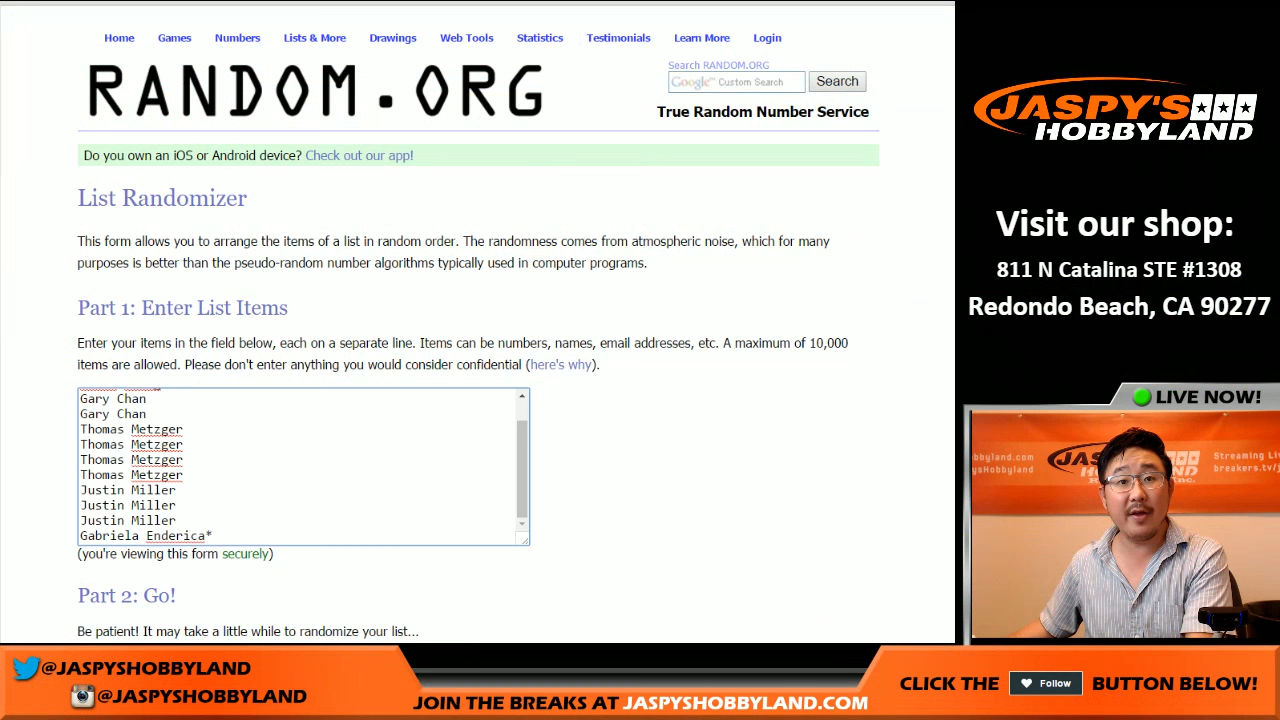 Home Games Numbers Lists & More Drawings Web Tools Statistics Testimonials Learn More Login
RANDOM.ORG
Search RANDOM.ORG
Google™ Custom Search Search
True Random Number Service
Do you own an iOS or Android device? Check out our app!
List Randomizer
This form allows you to arrange the items of a list in random order. The randomness comes from atmospheric noise, which for many
purposes is better than the pseudo-random number algorithms typically used in computer programs.
Part 1: Enter List Items
Enter your items in the field below, each on a separate line. Items can be numbers, names, email addresses, etc. A maximum of 10,000
items are allowed. Please don't enter anything you would consider confidential (here's why).
Gary Chan
Gary Chan
Thomas Metzger
Thomas Metzger
Thomas Metzger
Thomas Metzger
Justin Miller
Justin Miller
Justin Miller
Gabriela Enderica*
(you're viewing this form securely)
Part 2: Go!
Be patient! It may take a little while to randomize your list...
JASPY'S
HOBBYLAND
Visit our shop:
811 N Catalina STE #1308
Redondo Beach, CA 90277
LIVE NOW!
JASPY'S
Streaming Li
breakers.tv/j
@JASPYSHOBBYLAND
@JASPYSHOBBYLAND
JOIN THE BREAKS AT JASPYSHOBBYLAND.COM
CLICK THE Follow BUTTON BELOW!